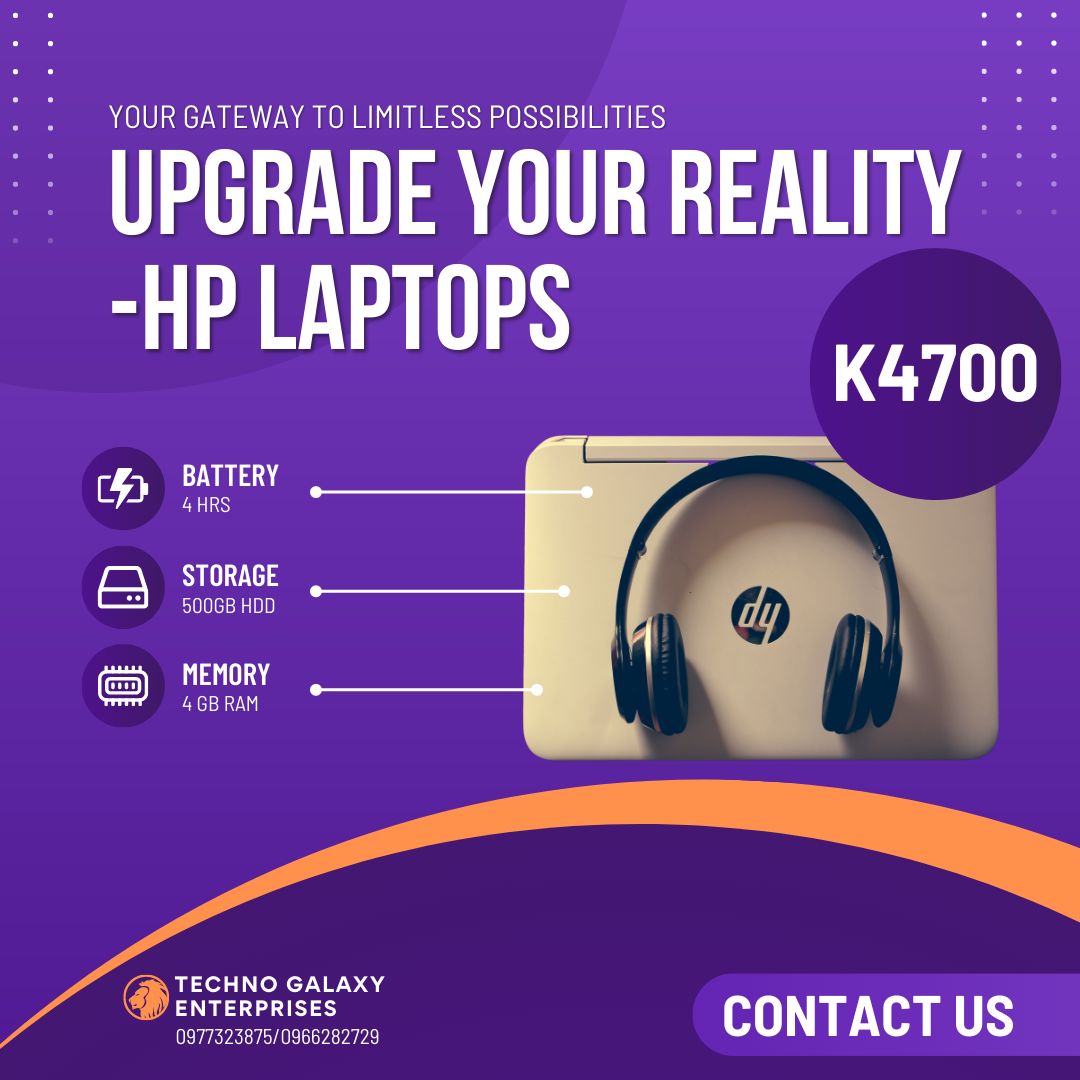 YOUR GATEWAY TO LIMITLESS POSSIBILITIES
UPGRADE YOUR REALITY
-HP LAPTOPS
K4700
BATTERY
4 HRS
STORAGE
500GB HDD
MEMORY
4 GB RAM
hp
TECHNO GALAXY
ENTERPRISES
0977323875/0966282729
CONTACT US